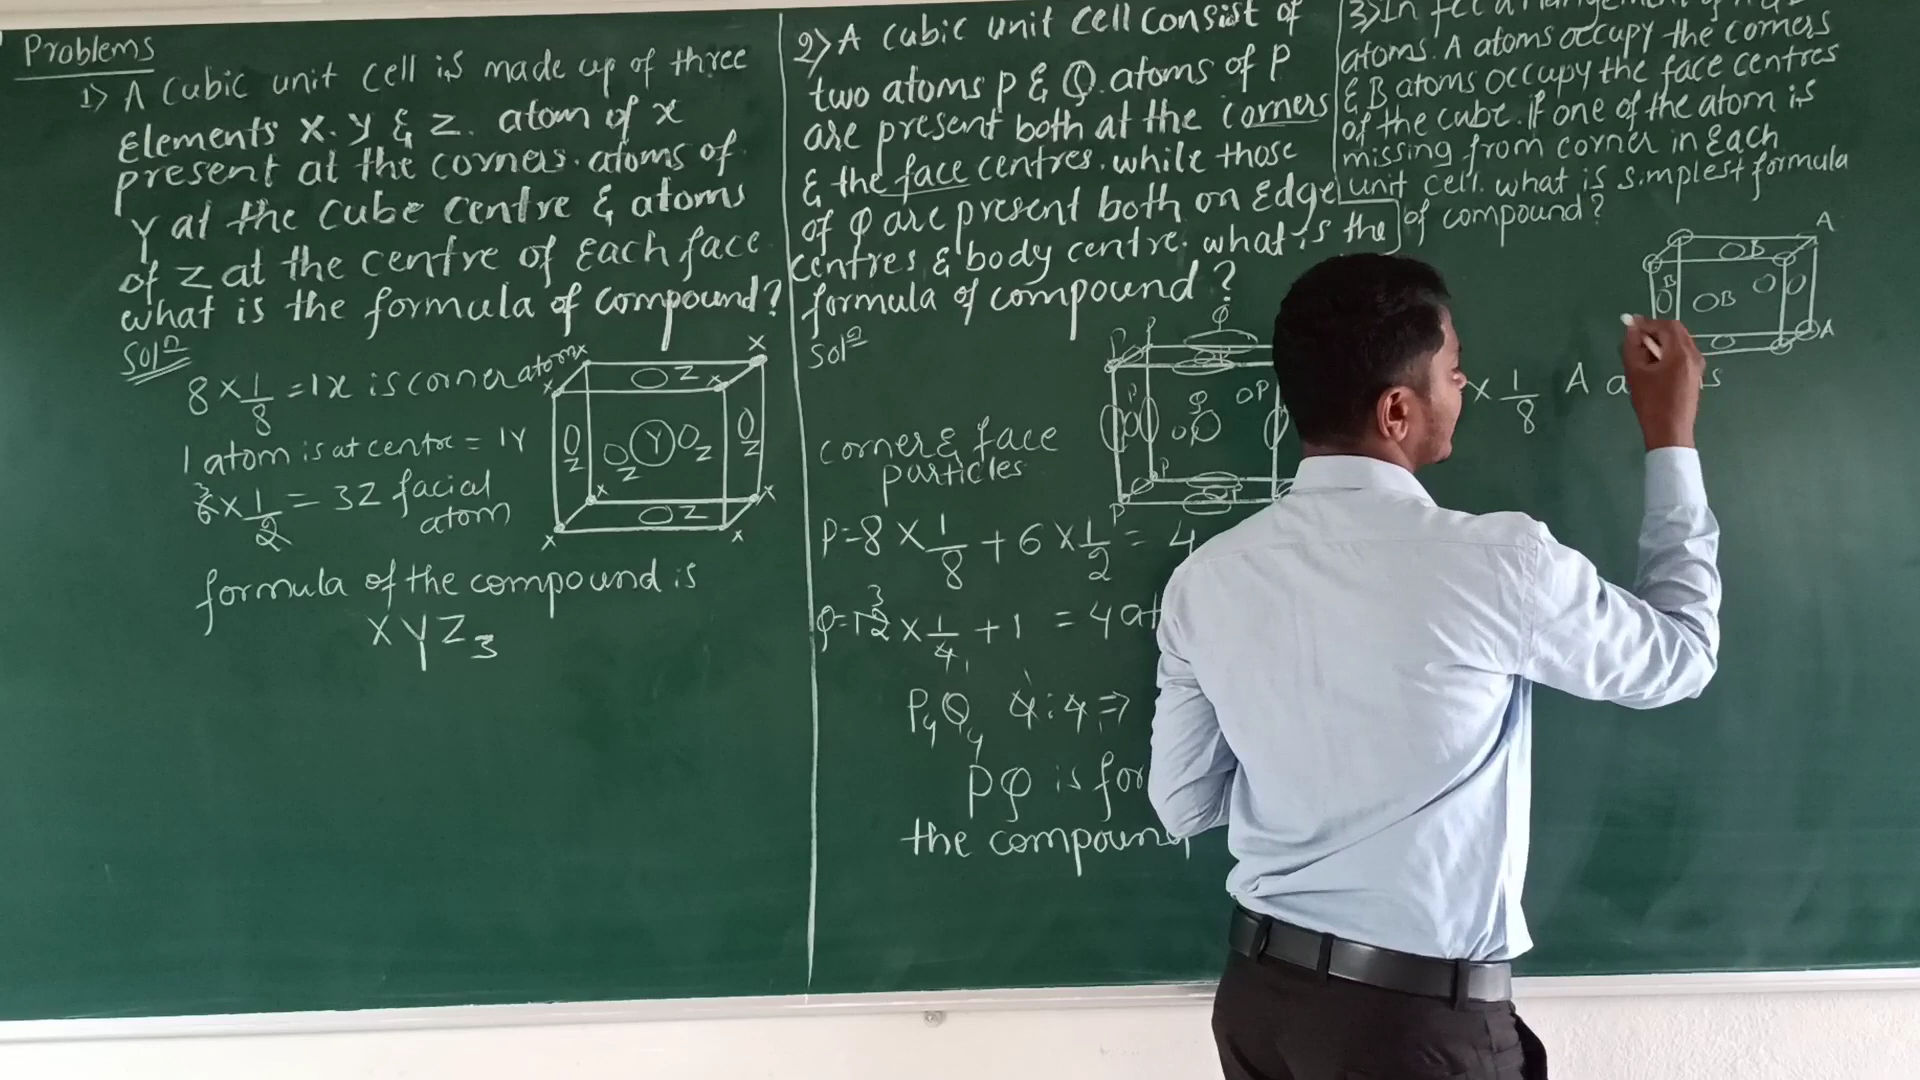 Problems
1) A cubic unit cell is made up of three
Elements X. Y & Z. atom of x
present at the corners. atoms of
Y at the cube centre & atoms
of Z at the centre of Each face
what is the formula of compound?
Soln
8 × 1/8 = 1x is corner atom
1 atom is at centre = 1Y
3
6 × 1/2 = 3Z facial
atom
formula of the compound is
X Y Z3
x
x
x
x
x
x
x
x
Z
Z
Z
Y
Z
Z
Z
2) A cubic unit cell consist of
two atoms P & Q. atoms of P
are present both at the corners
& the face centres. while those
of Q are present both on Edge
centres & body centre. what is the
formula of compound?
Soln
corner & face
particles
P = 8 × 1/8 + 6 × 1/2 = 4
3
Q = 12 × 1/4 + 1 = 4 at
P4Q4 4 : 4 ⇒
PQ is for
the compound
P
P
Q
P
Q
P
P
P
3) In fcc
atoms. A atoms occupy the corners
& B atoms occupy the face centres
of the cube. if one of the atom is
missing from corner in Each
unit cell. what is simplest formula
of compound?
A
B
B
B
A
× 1/8 A